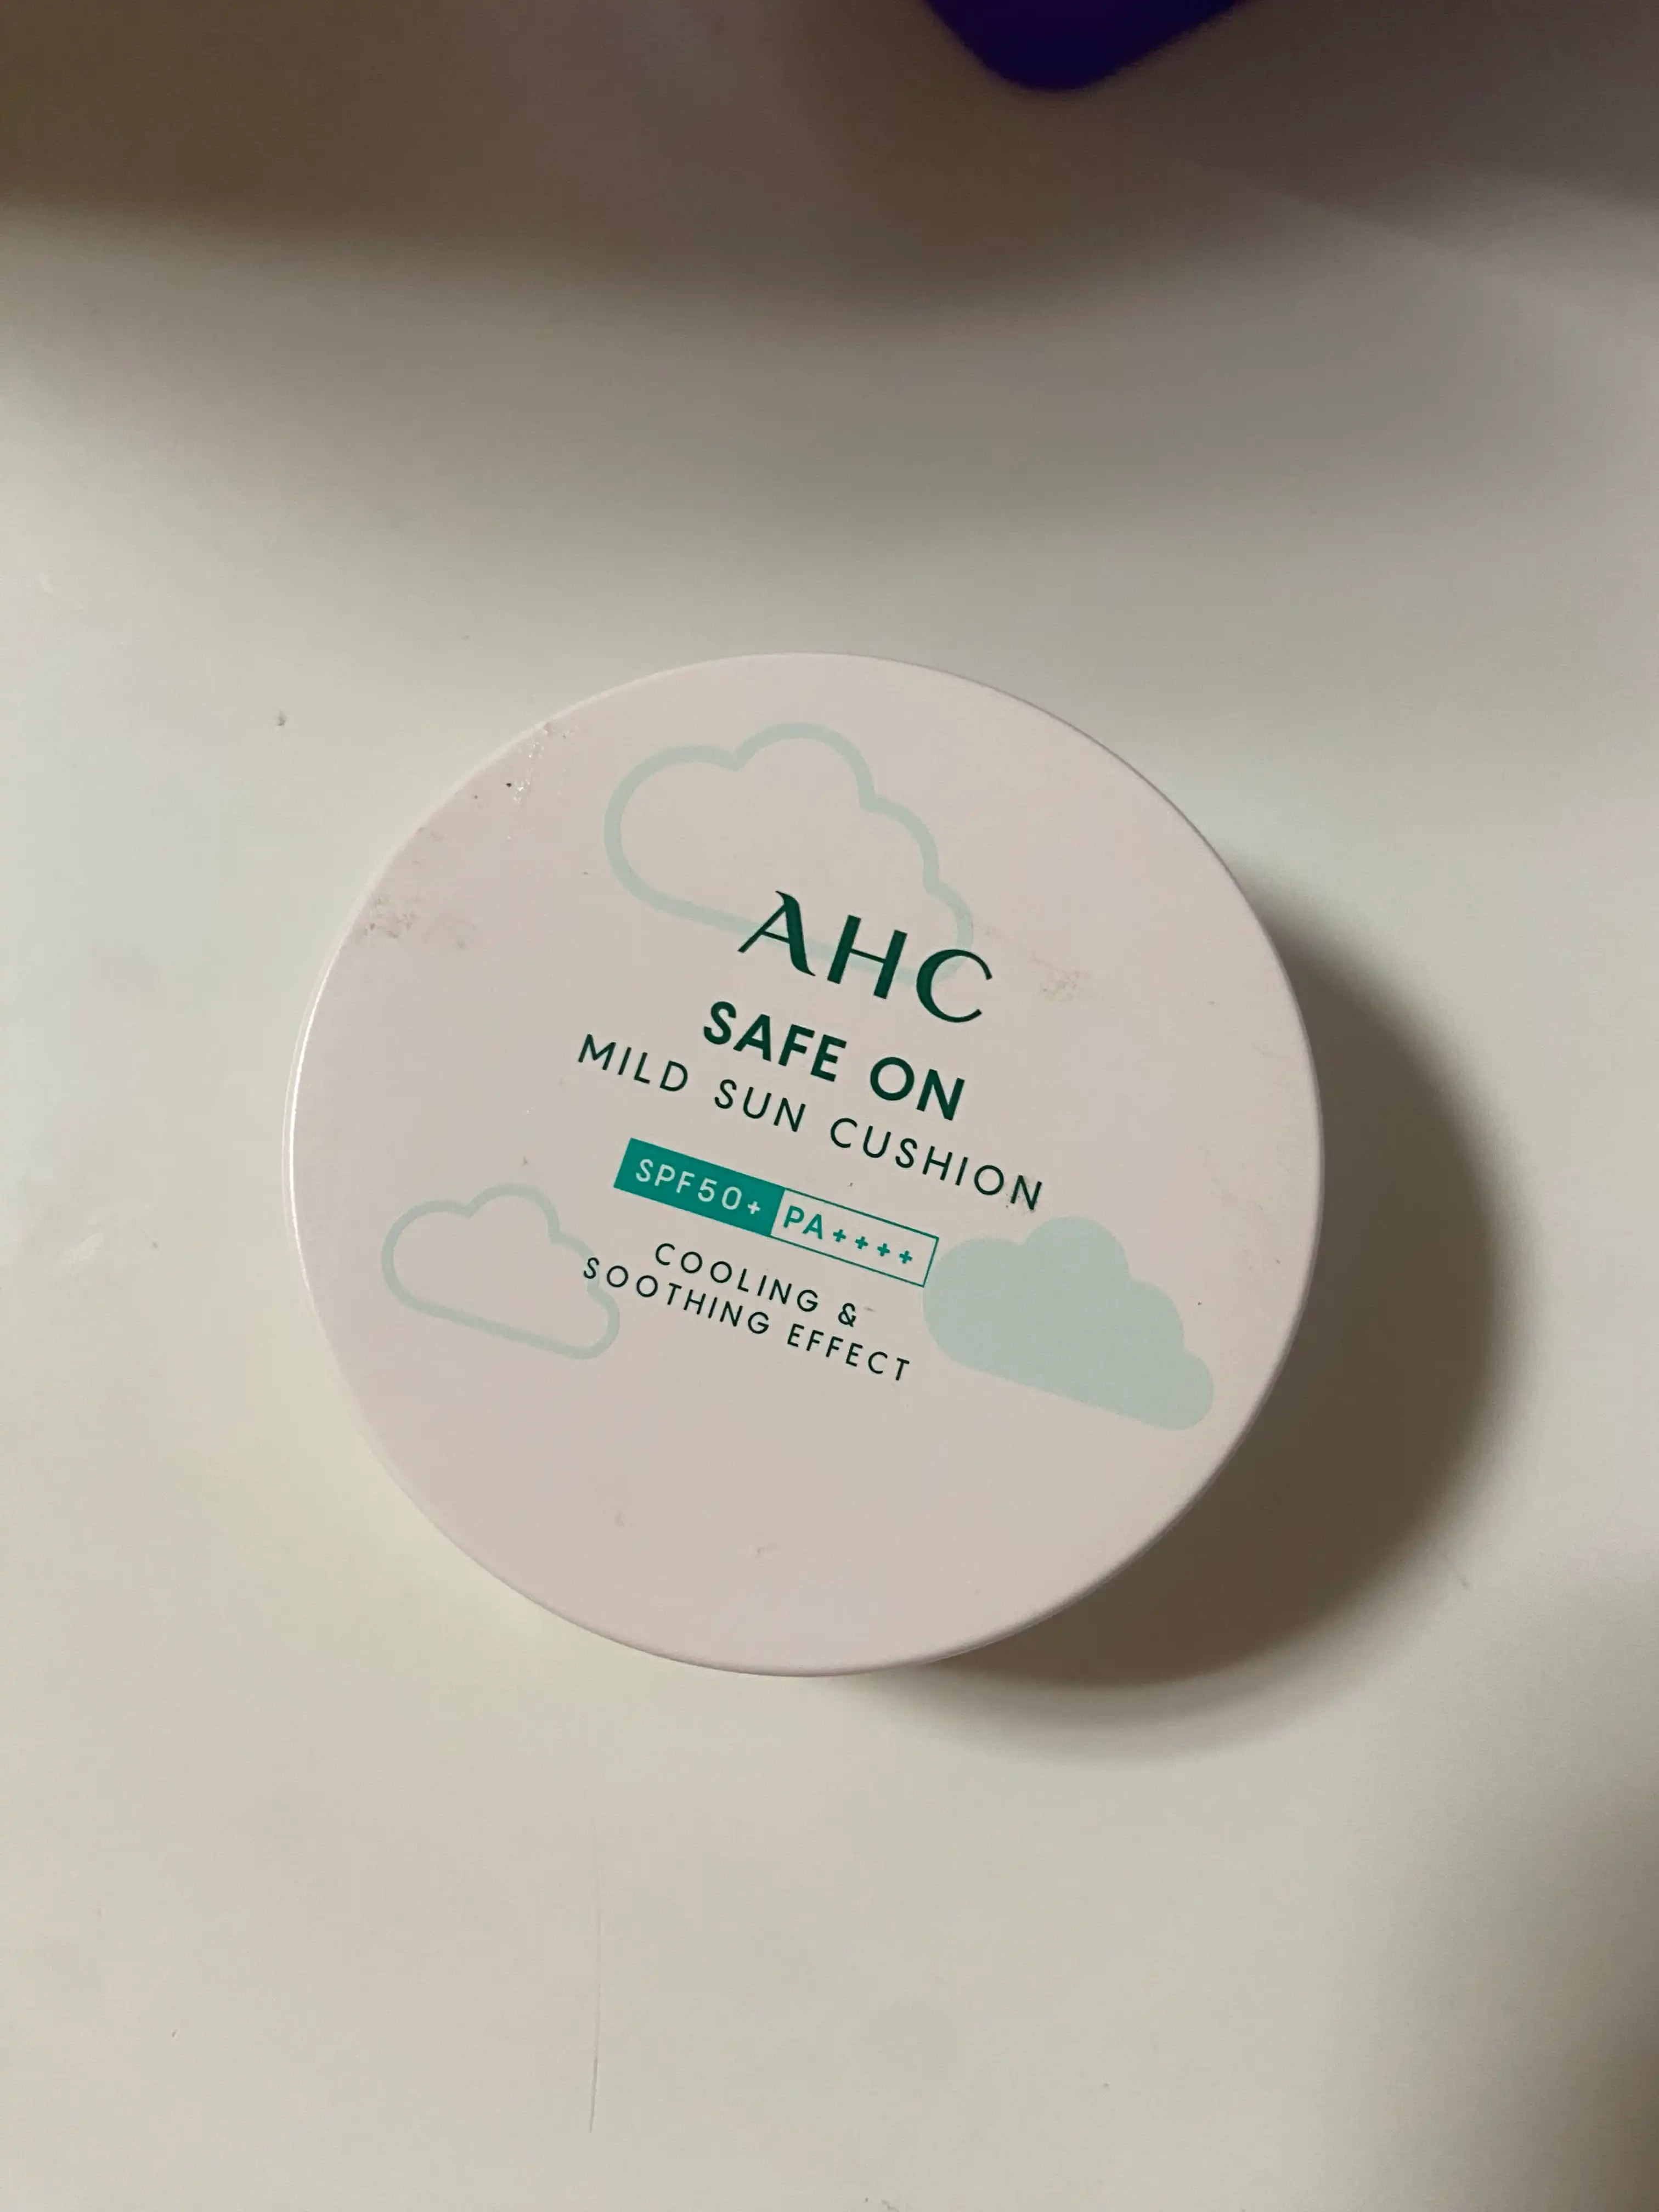 AHC
SAFE ON
MILD SUN CUSHION
SPF50+ PA++++
COOLING &
SOOTHING EFFECT